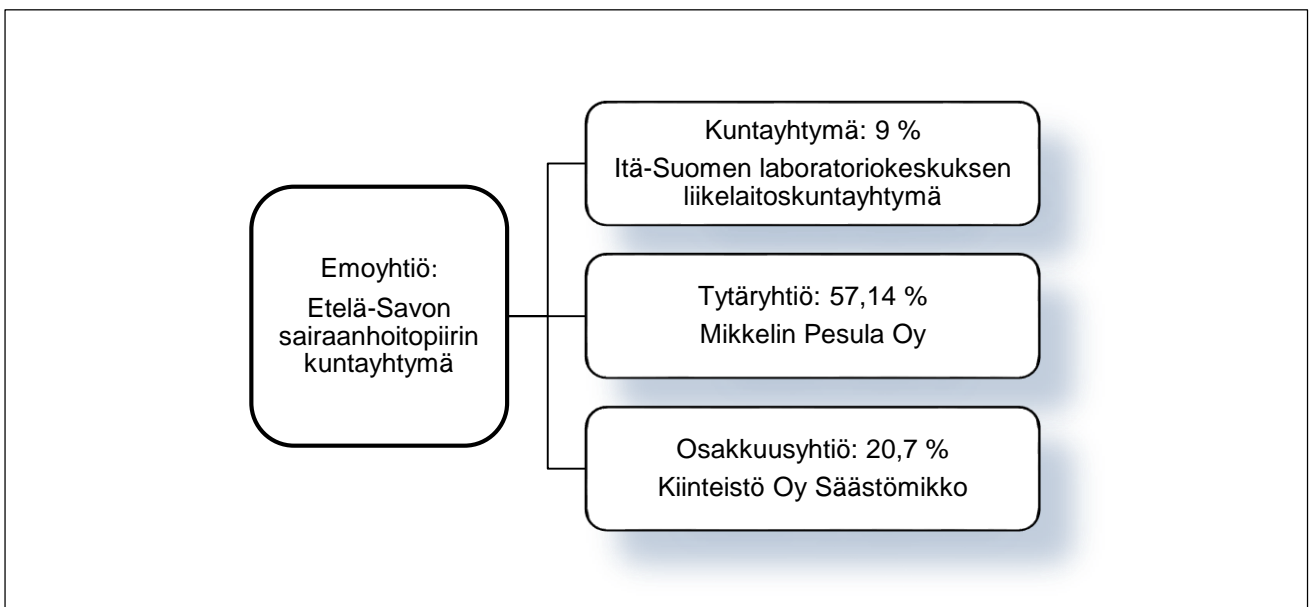 Emoyhtiö:
Etelä-Savon
sairaanhoitopiirin
kuntayhtymä
Kuntayhtymä: 9 %
Itä-Suomen laboratoriokeskuksen
liikelaitoskuntayhtymä
Tytäryhtiö: 57,14 %
Mikkelin Pesula Oy
Osakkuusyhtiö: 20,7 %
Kiinteistö Oy Säästömikko